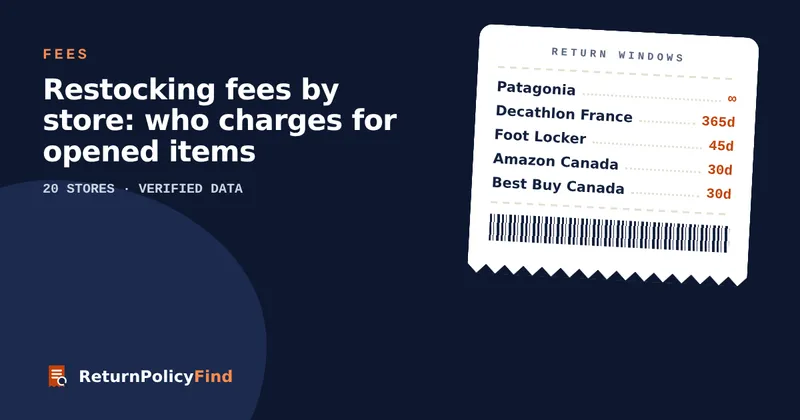 FEES
Restocking fees by
store: who charges for
opened items
20 STORES · VERIFIED DATA
RETURN WINDOWS
Patagonia ∞
Decathlon France 365d
Foot Locker 45d
Amazon Canada 30d
Best Buy Canada 30d
ReturnPolicyFind